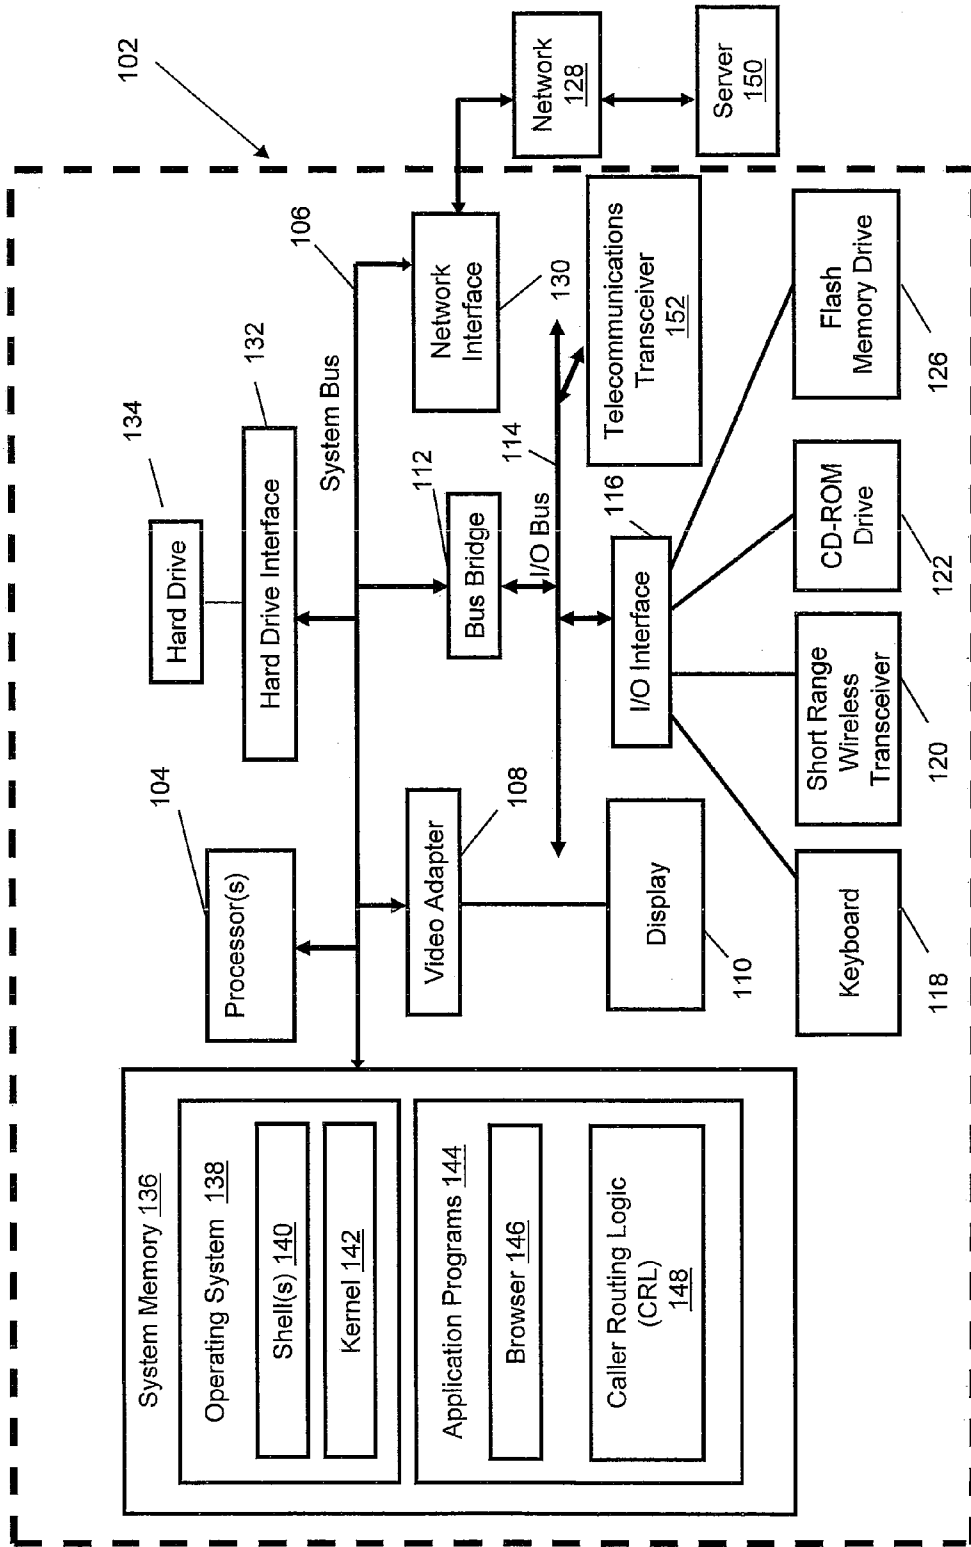 102
System Memory 136
Operating System 138
Shell(s) 140
Kernel 142
Application Programs 144
Browser 146
Caller Routing Logic
(CRL)
148
104
Processor(s)
134
Hard Drive
132
Hard Drive Interface
System Bus
106
Video Adapter
108
Display
110
112
Bus Bridge
I/O Bus
114
Network
Interface
130
Network
128
Server
150
Telecommunications
Transceiver
152
116
I/O Interface
Keyboard
118
Short Range
Wireless
Transceiver
120
CD-ROM
Drive
122
Flash
Memory Drive
126